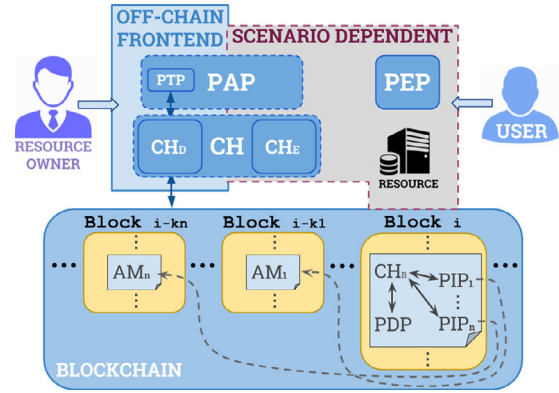 OFF-CHAIN
FRONTEND
SCENARIO DEPENDENT
PTP
PAP
PEP
RESOURCE
OWNER
USER
CHD
CH
CHE
RESOURCE
Block i-kn
Block i-k1
Block i
AMn
AM1
CHB
PIP1
PDP
PIPn
BLOCKCHAIN